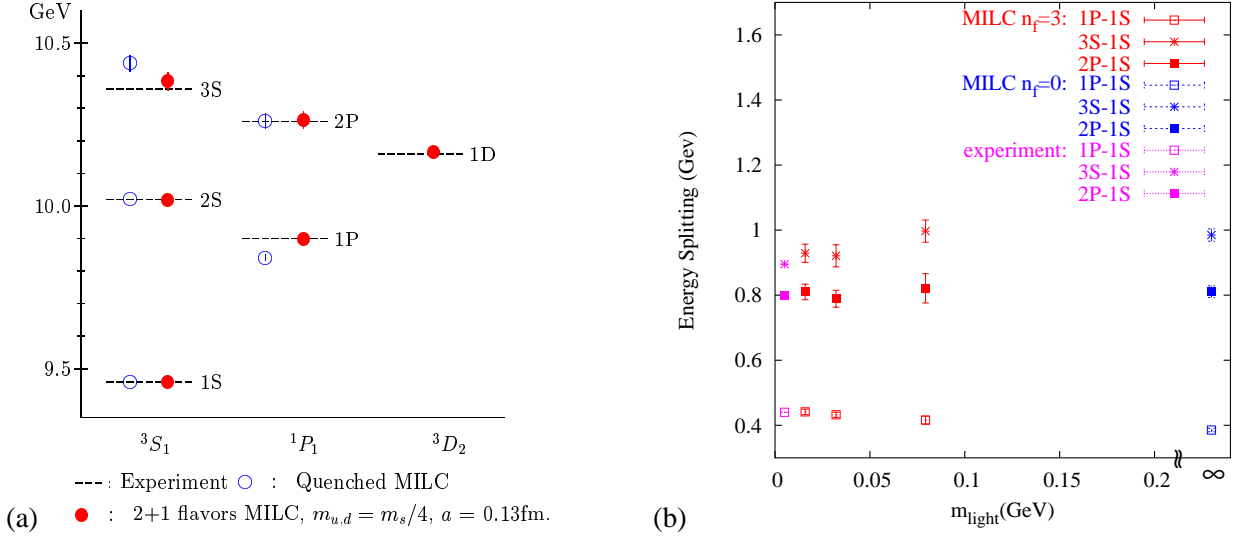 GeV
10.5
10.0
9.5
3S
2S
1S
2P
1P
1D
³S₁
¹P₁
³D₂
: Experiment : Quenched MILC
: 2+1 flavors MILC, m_{u,d} = m_s/4, a = 0.13fm.
(a)
Energy Splitting (Gev)
1.6
1.4
1.2
1
0.8
0.6
0.4
MILC n_f=3: 1P-1S
3S-1S
2P-1S
MILC n_f=0: 1P-1S
3S-1S
2P-1S
experiment: 1P-1S
3S-1S
2P-1S
0 0.05 0.1 0.15 0.2 ∞
m_light(GeV)
(b)